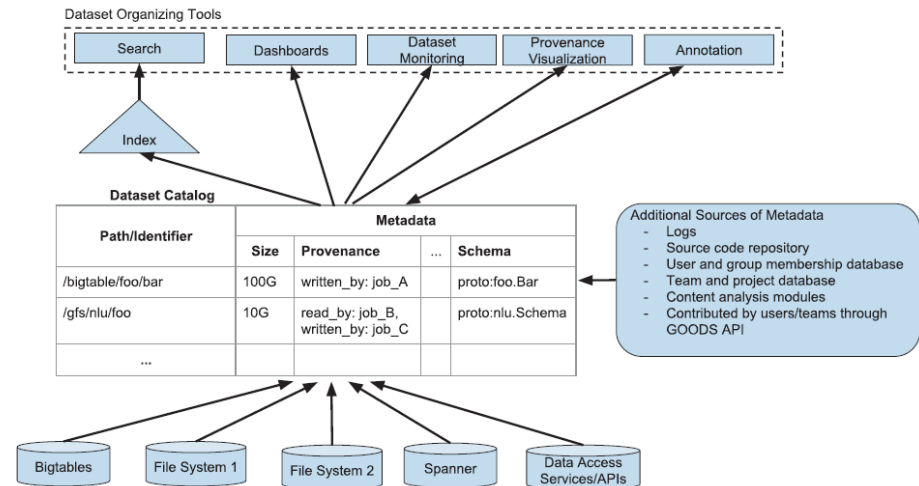 Dataset Organizing Tools
Search
Dashboards
Dataset
Monitoring
Provenance
Visualization
Annotation
Index
Dataset Catalog
Path/Identifier
Metadata
Size
Provenance
...
Schema
/bigtable/foo/bar
100G
written_by: job_A
proto:foo.Bar
/gfs/nlu/foo
10G
read_by: job_B,
written_by: job_C
proto:nlu.Schema
...
Additional Sources of Metadata
- Logs
- Source code repository
- User and group membership database
- Team and project database
- Content analysis modules
- Contributed by users/teams through
GOODS API
Bigtables
File System 1
File System 2
Spanner
Data Access
Services/APIs